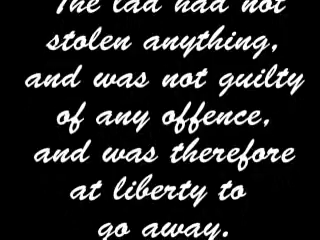 The lad had not
stolen anything,
and was not guilty
of any offence,
and was therefore
at liberty to
go away.